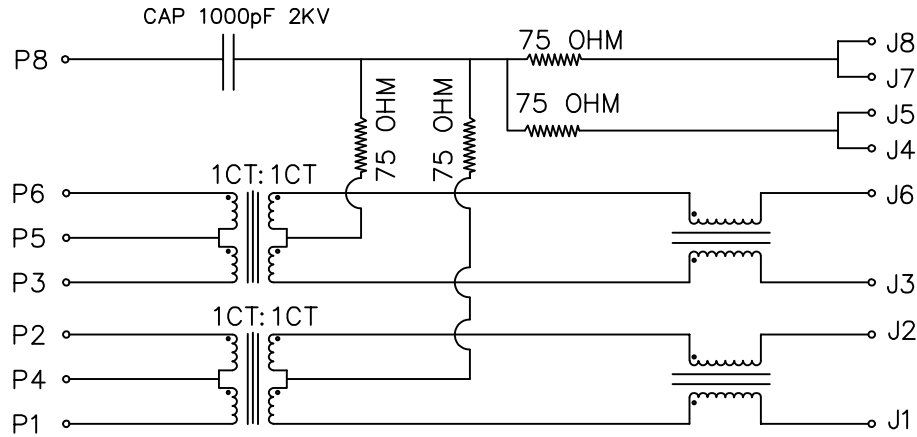 CAP 1000pF 2KV
75 OHM
J8
P8
J7
75 OHM
J5
75 OHM
75 OHM
J4
1CT:1CT
P6
J6
P5
P3
J3
1CT:1CT
P2
J2
P4
P1
J1